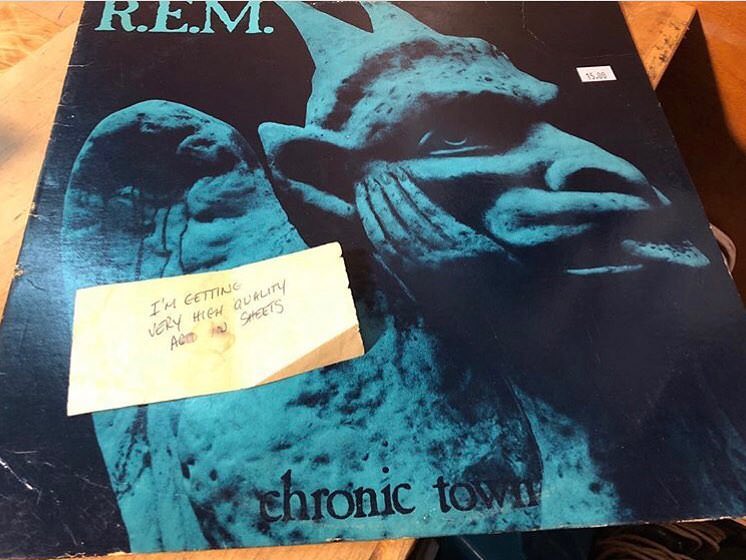 R.E.M.
15.00
I'M GETTING
VERY HIGH QUALITY
IN SHEETS
chronic town